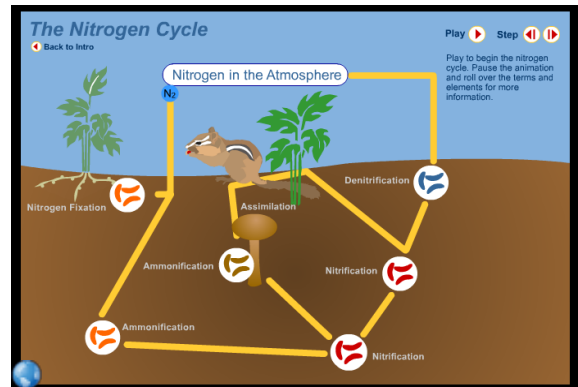 The Nitrogen Cycle
Back to Intro
Play
Step
Play to begin the nitrogen
cycle. Pause the animation
and roll over the terms and
elements for more
information.
Nitrogen in the Atmosphere
N2
Nitrogen Fixation
Assimilation
Denitrification
Ammonification
Nitrification
Ammonification
Nitrification